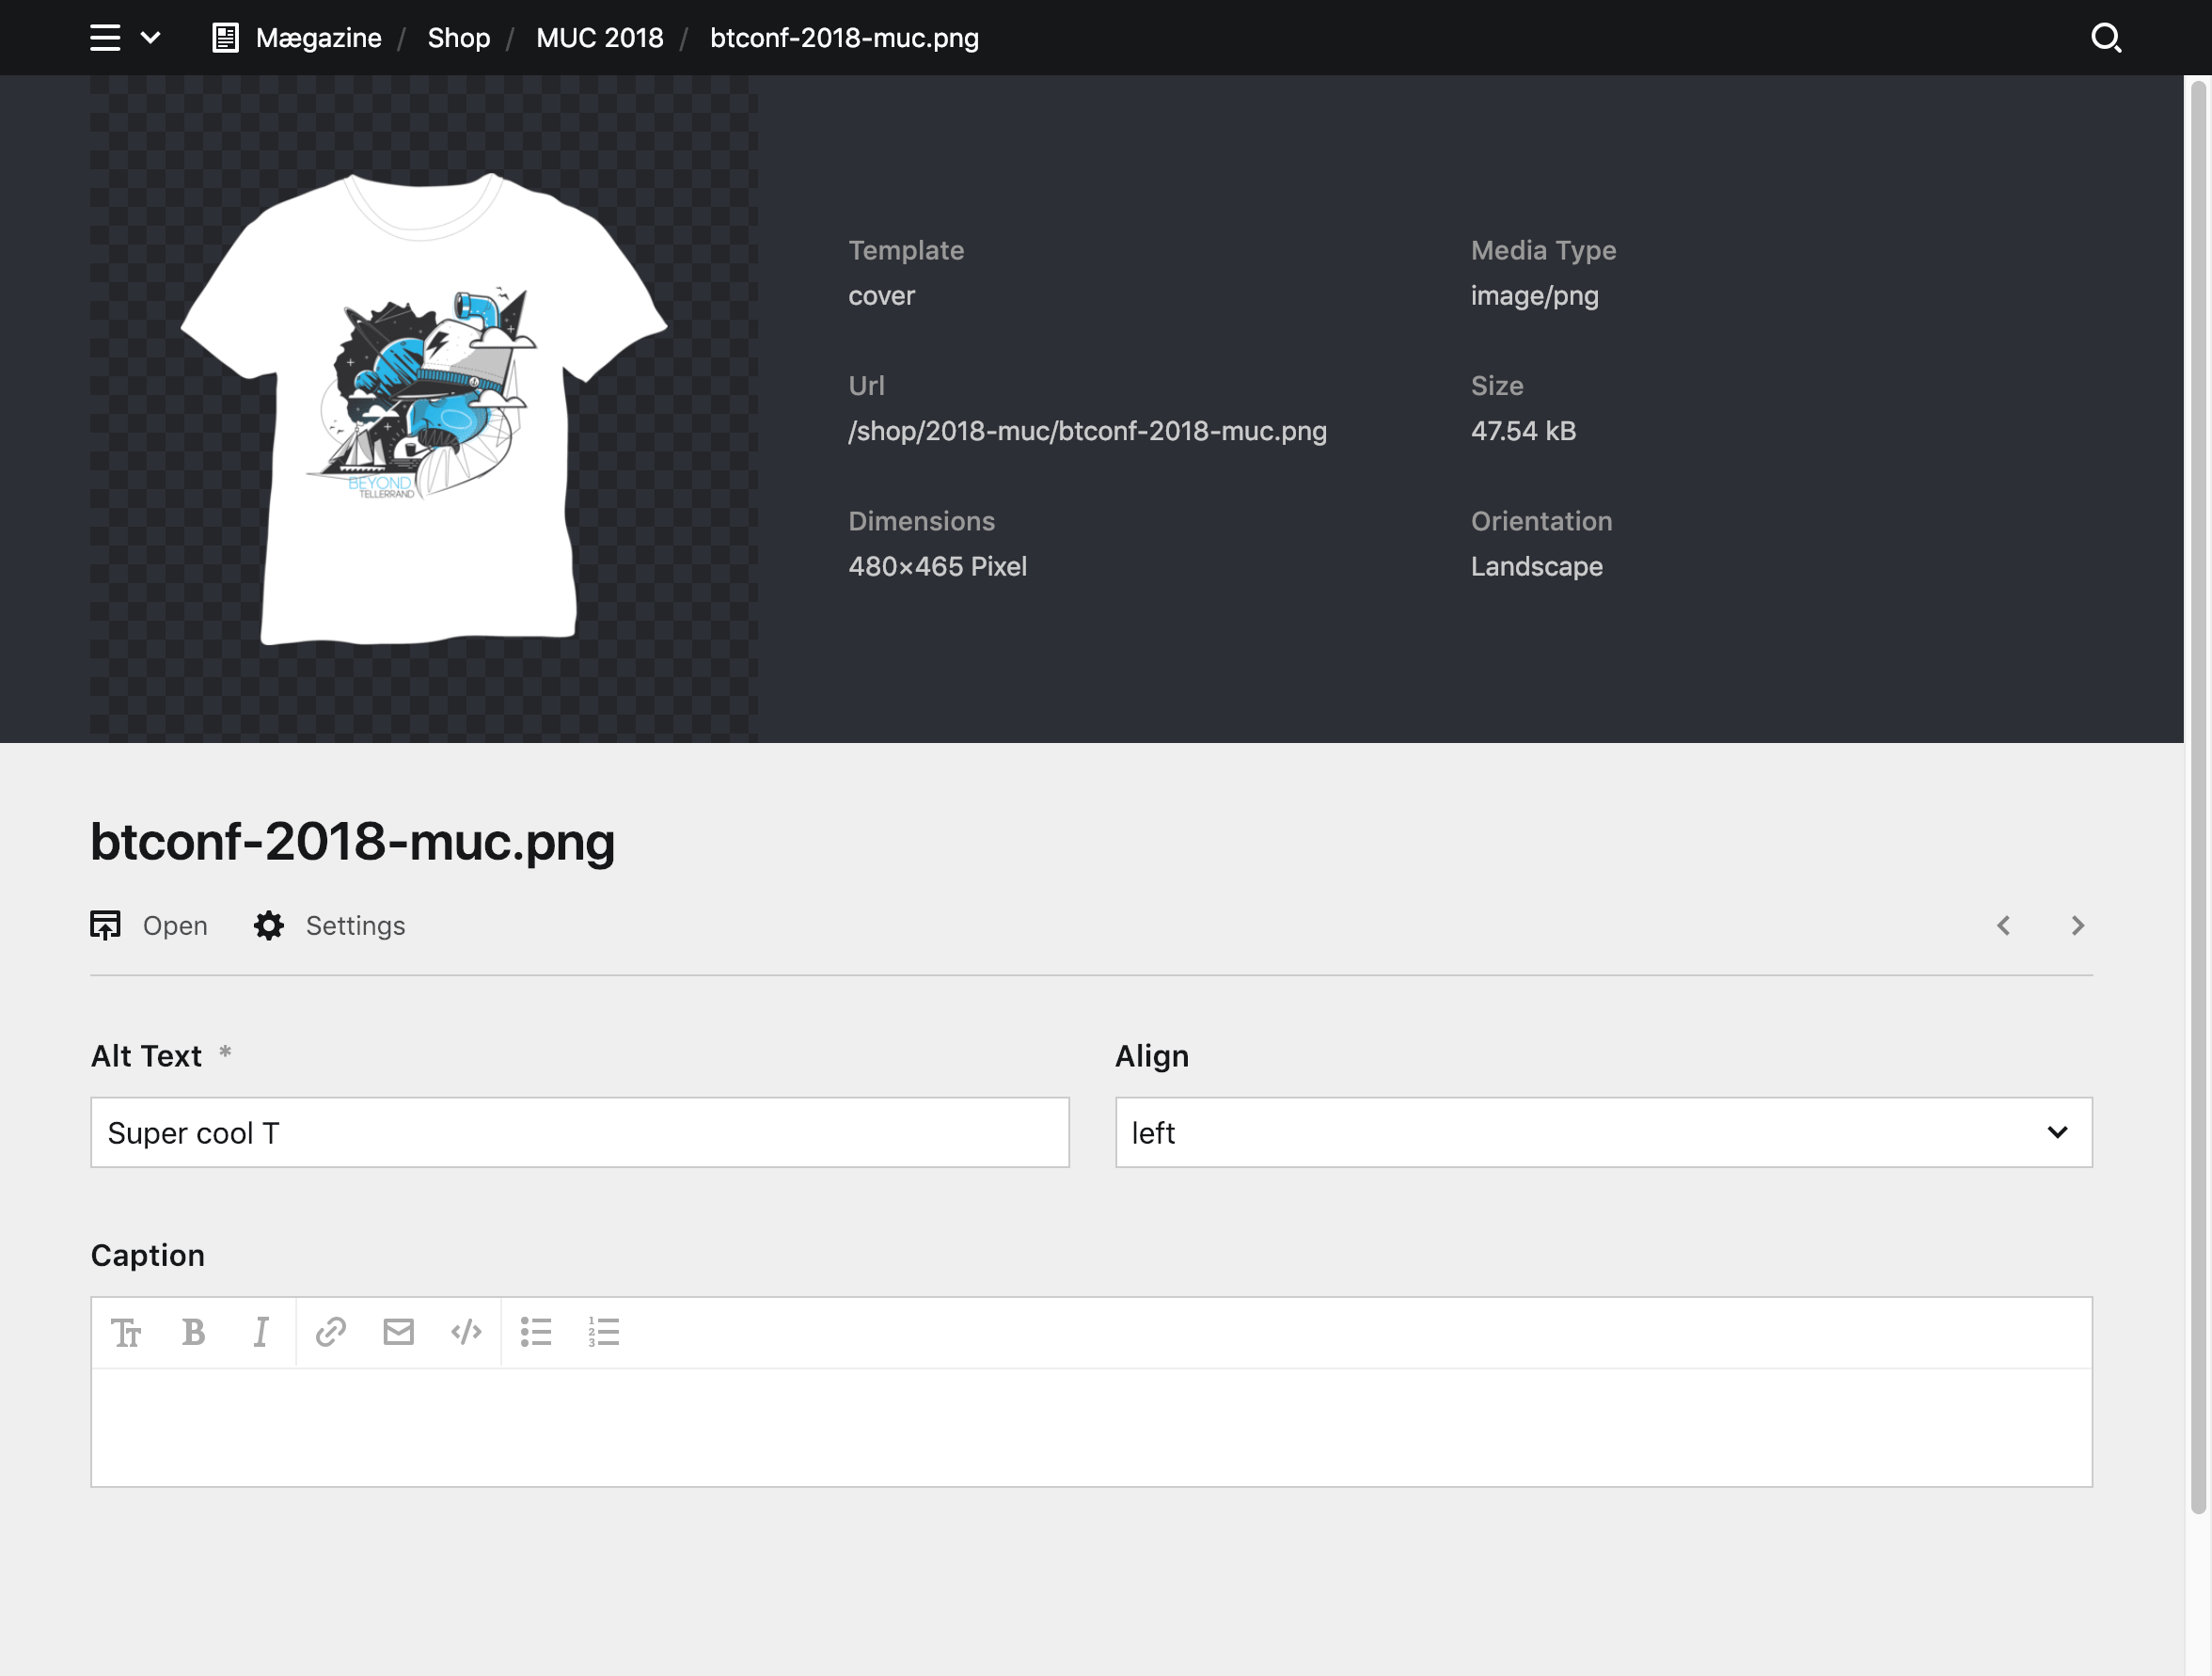 Mægazine / Shop / MUC 2018 / btconf-2018-muc.png
BEYOND
TELLERRAND
Template
cover
Media Type
image/png
Url
/shop/2018-muc/btconf-2018-muc.png
Size
47.54 kB
Dimensions
480×465 Pixel
Orientation
Landscape
btconf-2018-muc.png
Open
Settings
Alt Text *
Super cool T
Align
left
Caption